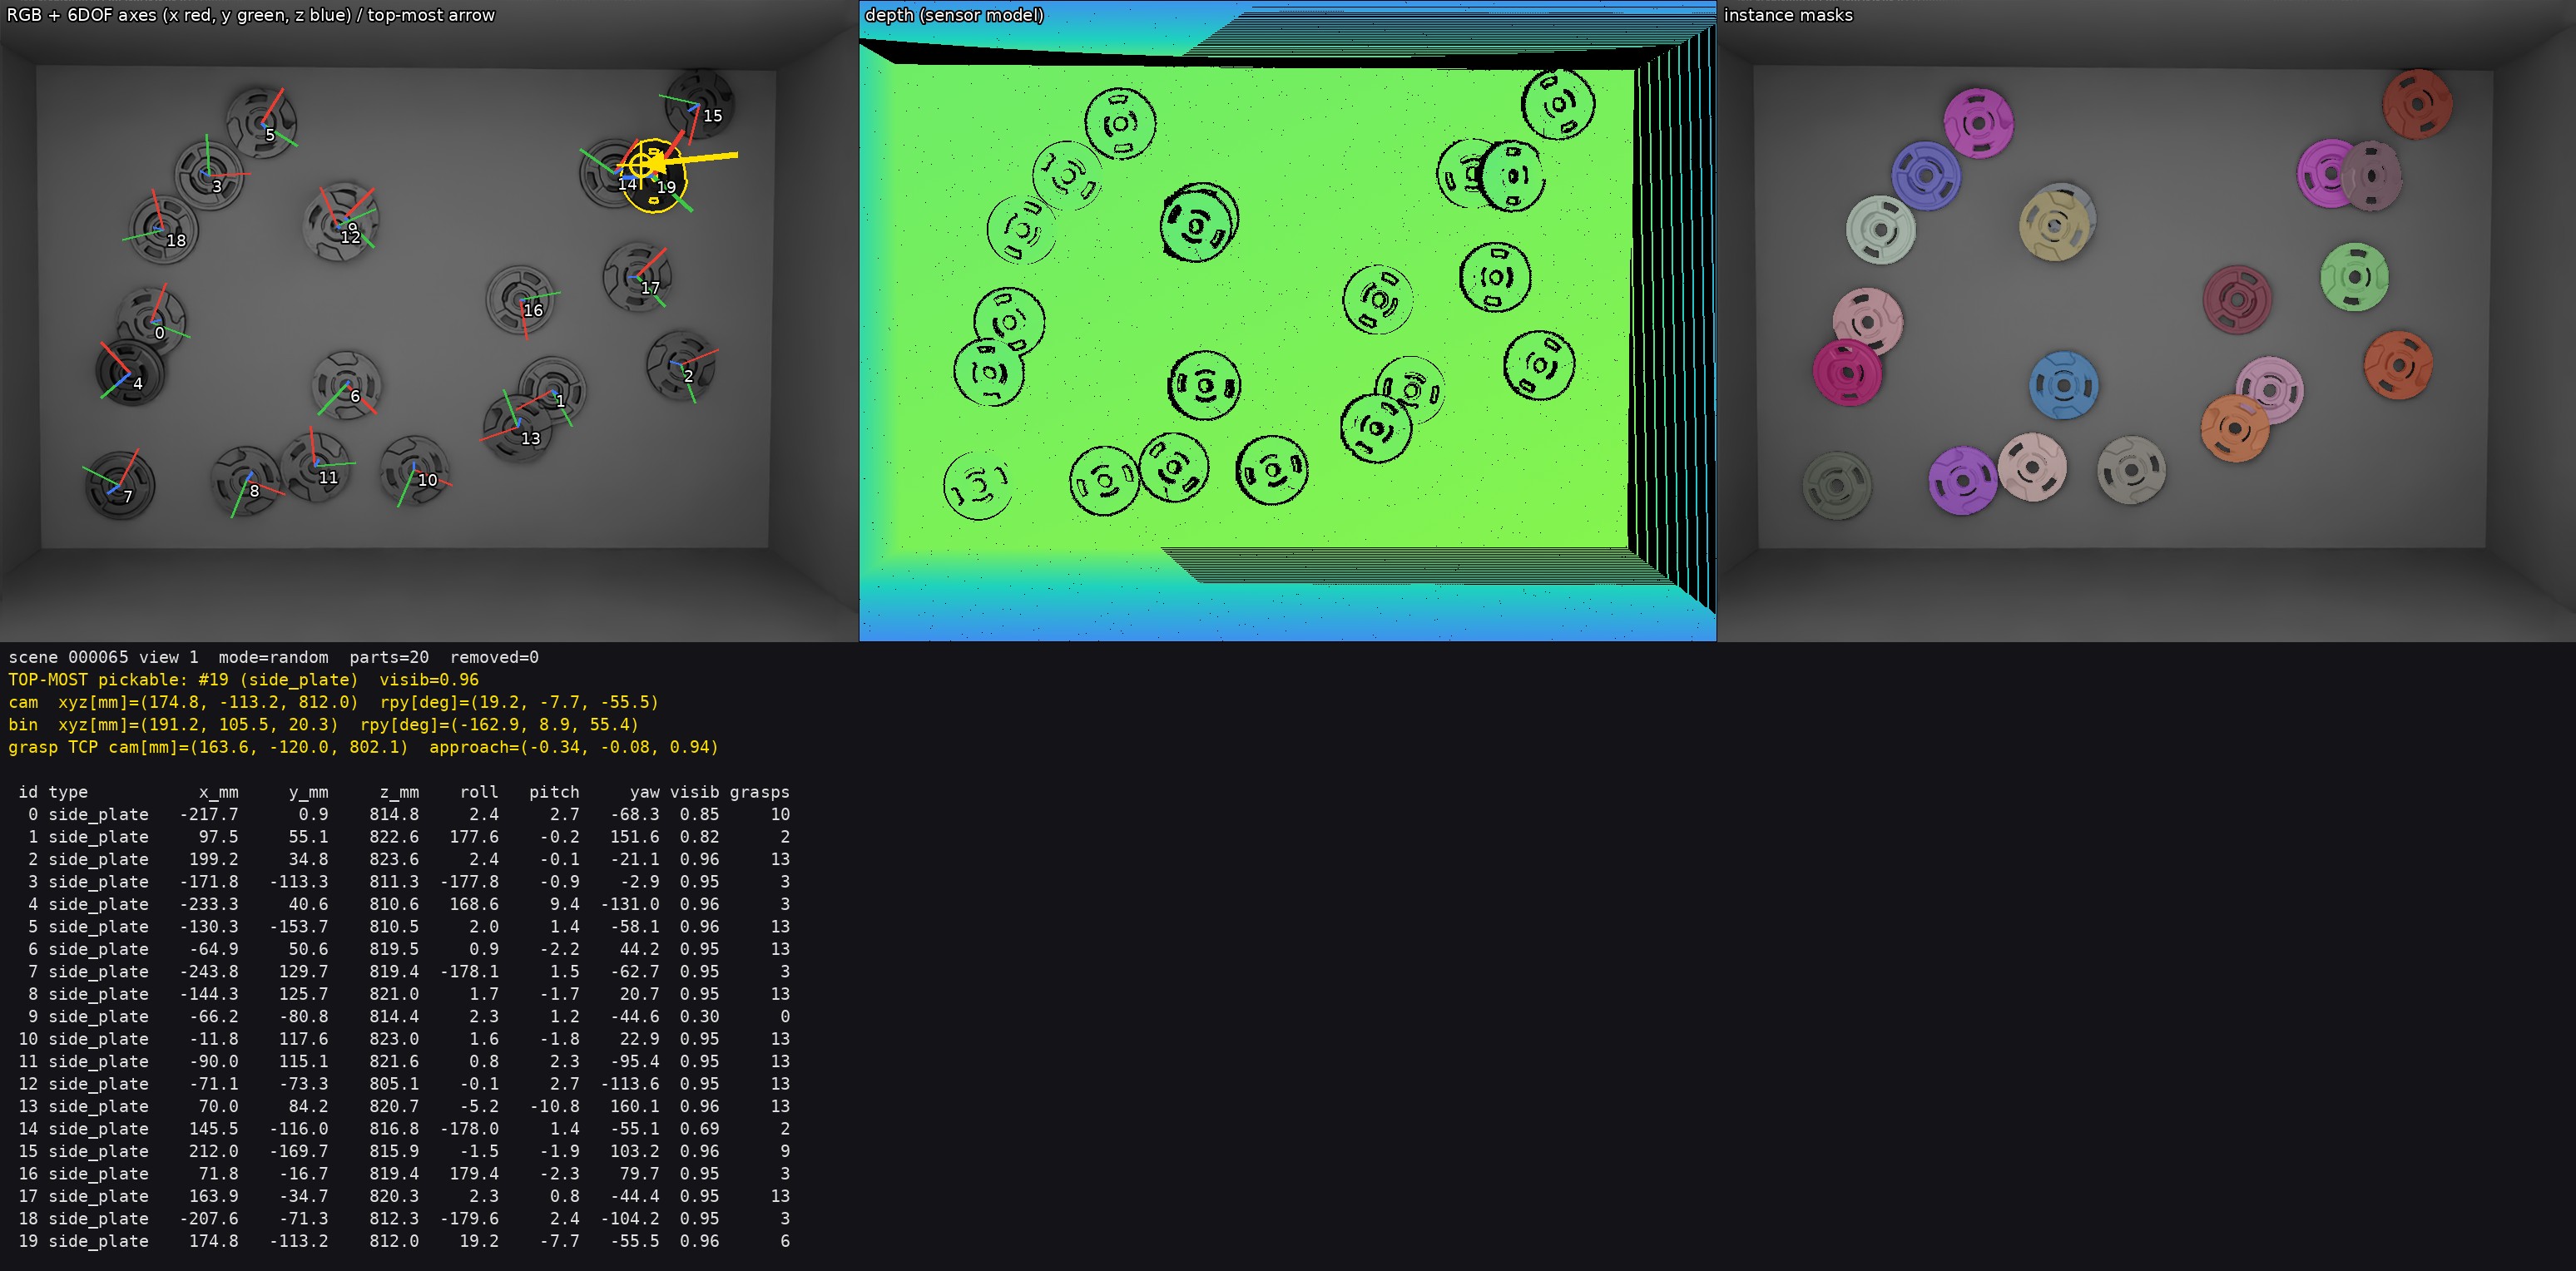 RGB + 6DOF axes (x red, y green, z blue) / top-most arrow
depth (sensor model)
instance masks
5
15
3
14
19
18
9
12
17
16
0
2
4
6
1
13
11
10
7
8
scene 000065 view 1  mode=random  parts=20  removed=0
TOP-MOST pickable: #19 (side_plate)  visib=0.96
cam  xyz[mm]=(174.8, -113.2, 812.0)  rpy[deg]=(19.2, -7.7, -55.5)
bin  xyz[mm]=(191.2, 105.5, 20.3)  rpy[deg]=(-162.9, 8.9, 55.4)
grasp TCP cam[mm]=(163.6, -120.0, 802.1)  approach=(-0.34, -0.08, 0.94)
id type x_mm y_mm z_mm roll pitch yaw visib grasps
0 side_plate -217.7 0.9 814.8 2.4 2.7 -68.3 0.85 10
1 side_plate 97.5 55.1 822.6 177.6 -0.2 151.6 0.82 2
2 side_plate 199.2 34.8 823.6 2.4 -0.1 -21.1 0.96 13
3 side_plate -171.8 -113.3 811.3 -177.8 -0.9 -2.9 0.95 3
4 side_plate -233.3 40.6 810.6 168.6 9.4 -131.0 0.96 3
5 side_plate -130.3 -153.7 810.5 2.0 1.4 -58.1 0.96 13
6 side_plate -64.9 50.6 819.5 0.9 -2.2 44.2 0.95 13
7 side_plate -243.8 129.7 819.4 -178.1 1.5 -62.7 0.95 3
8 side_plate -144.3 125.7 821.0 1.7 -1.7 20.7 0.95 13
9 side_plate -66.2 -80.8 814.4 2.3 1.2 -44.6 0.30 0
10 side_plate -11.8 117.6 823.0 1.6 -1.8 22.9 0.95 13
11 side_plate -90.0 115.1 821.6 0.8 2.3 -95.4 0.95 13
12 side_plate -71.1 -73.3 805.1 -0.1 2.7 -113.6 0.95 13
13 side_plate 70.0 84.2 820.7 -5.2 -10.8 160.1 0.96 13
14 side_plate 145.5 -116.0 816.8 -178.0 1.4 -55.1 0.69 2
15 side_plate 212.0 -169.7 815.9 -1.5 -1.9 103.2 0.96 9
16 side_plate 71.8 -16.7 819.4 179.4 -2.3 79.7 0.95 3
17 side_plate 163.9 -34.7 820.3 2.3 0.8 -44.4 0.95 13
18 side_plate -207.6 -71.3 812.3 -179.6 2.4 -104.2 0.95 3
19 side_plate 174.8 -113.2 812.0 19.2 -7.7 -55.5 0.96 6